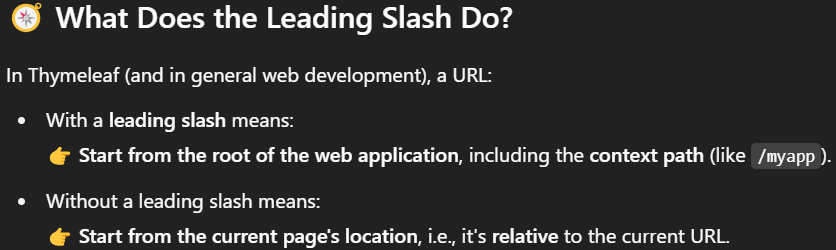 🧭 What Does the Leading Slash Do?
In Thymeleaf (and in general web development), a URL:
• With a leading slash means:
👉 Start from the root of the web application, including the context path (like /myapp).
• Without a leading slash means:
👉 Start from the current page's location, i.e., it's relative to the current URL.